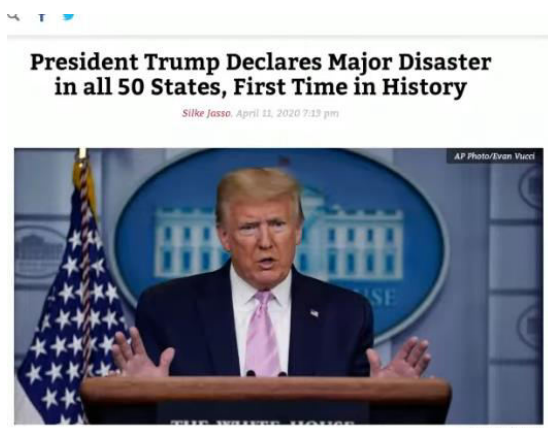 President Trump Declares Major Disaster
in all 50 States, First Time in History
Silke Jasso. April 11, 2020 7:13 pm
AP Photo/Evan Vucci
USE
THE WHITE HOUSE